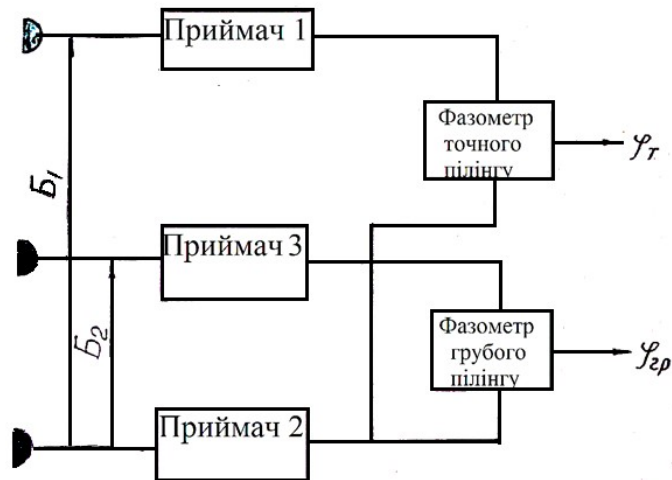 Приймач 1
Фазометр
точного
пілінгу
φт
Б1
Приймач 3
Б2
Фазометр
грубого
пілінгу
φгр
Приймач 2